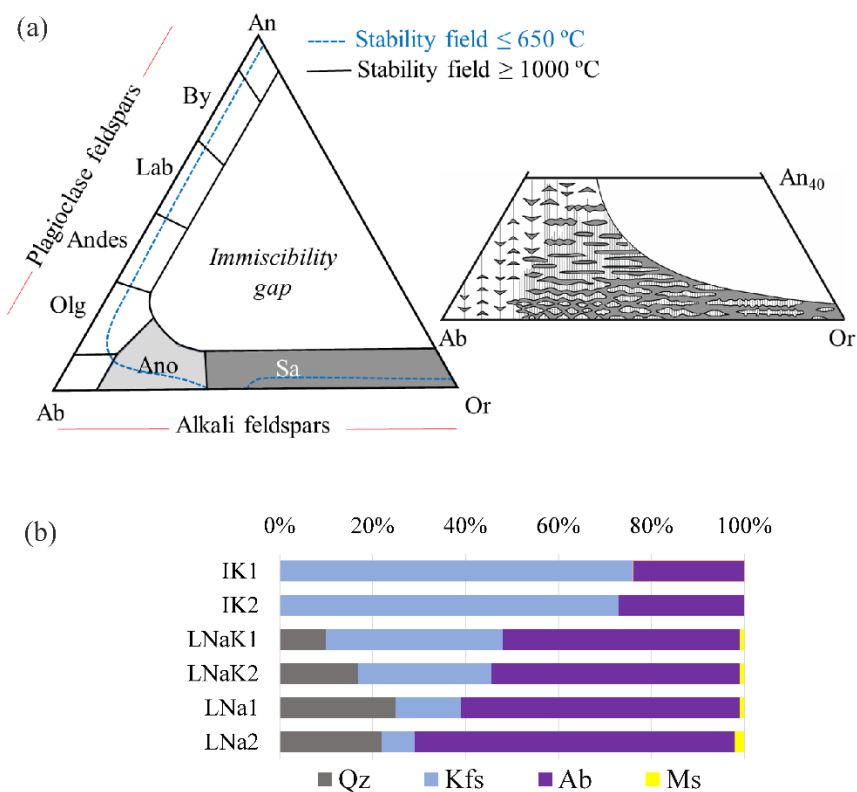 (a)
An
Stability field ≤ 650 ºC
Stability field ≥ 1000 ºC
Plagioclase feldspars
By
Lab
Andes
Olg
Immiscibility
gap
Ano
Sa
Ab
Or
Alkali feldspars
An40
Ab
Or
(b)
0% 20% 40% 60% 80% 100%
IK1
IK2
LNaK1
LNaK2
LNa1
LNa2
Qz Kfs Ab Ms